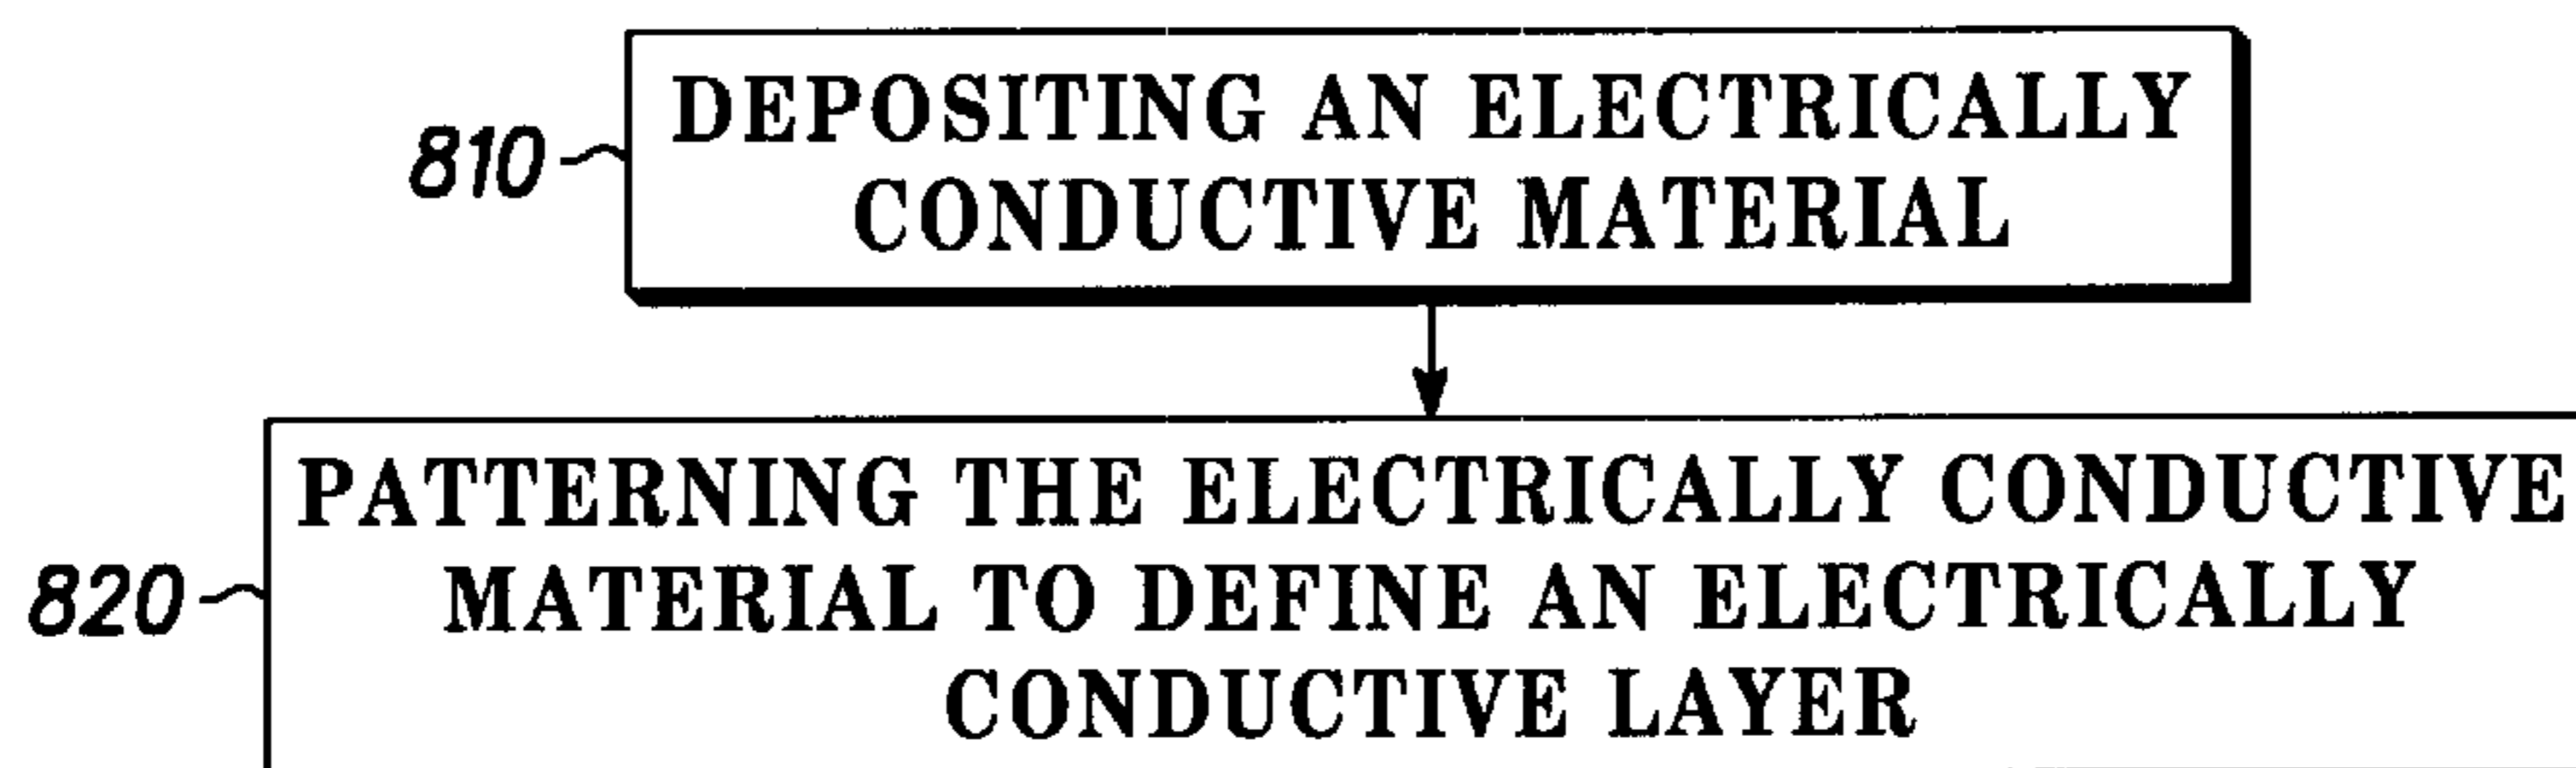 810
DEPOSITING AN ELECTRICALLY
CONDUCTIVE MATERIAL
820
PATTERNING THE ELECTRICALLY CONDUCTIVE
MATERIAL TO DEFINE AN ELECTRICALLY
CONDUCTIVE LAYER